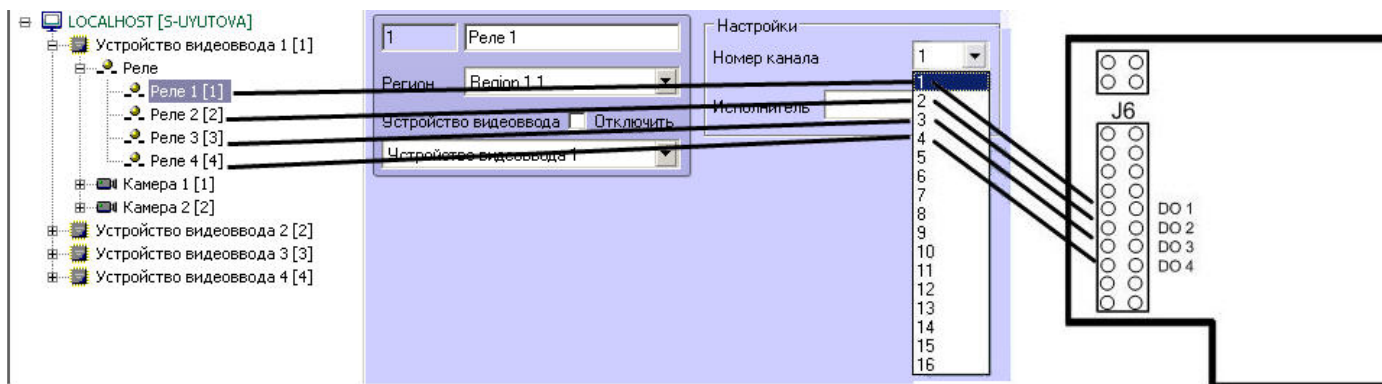 LOCALHOST [S-UYUTOVA]
Устройство видеоввода 1 [1]
Реле
Реле 1 [1]
Реле 2 [2]
Реле 3 [3]
Реле 4 [4]
Камера 1 [1]
Камера 2 [2]
Устройство видеоввода 2 [2]
Устройство видеоввода 3 [3]
Устройство видеоввода 4 [4]
1
Реле 1
Регион
Region 1.1
Устройство видеоввода
Отключить
Устройство видеоввода 1
Настройки
Номер канала
1
Исполнитель
1
2
3
4
5
6
7
8
9
10
11
12
13
14
15
16
J6
DO 1
DO 2
DO 3
DO 4